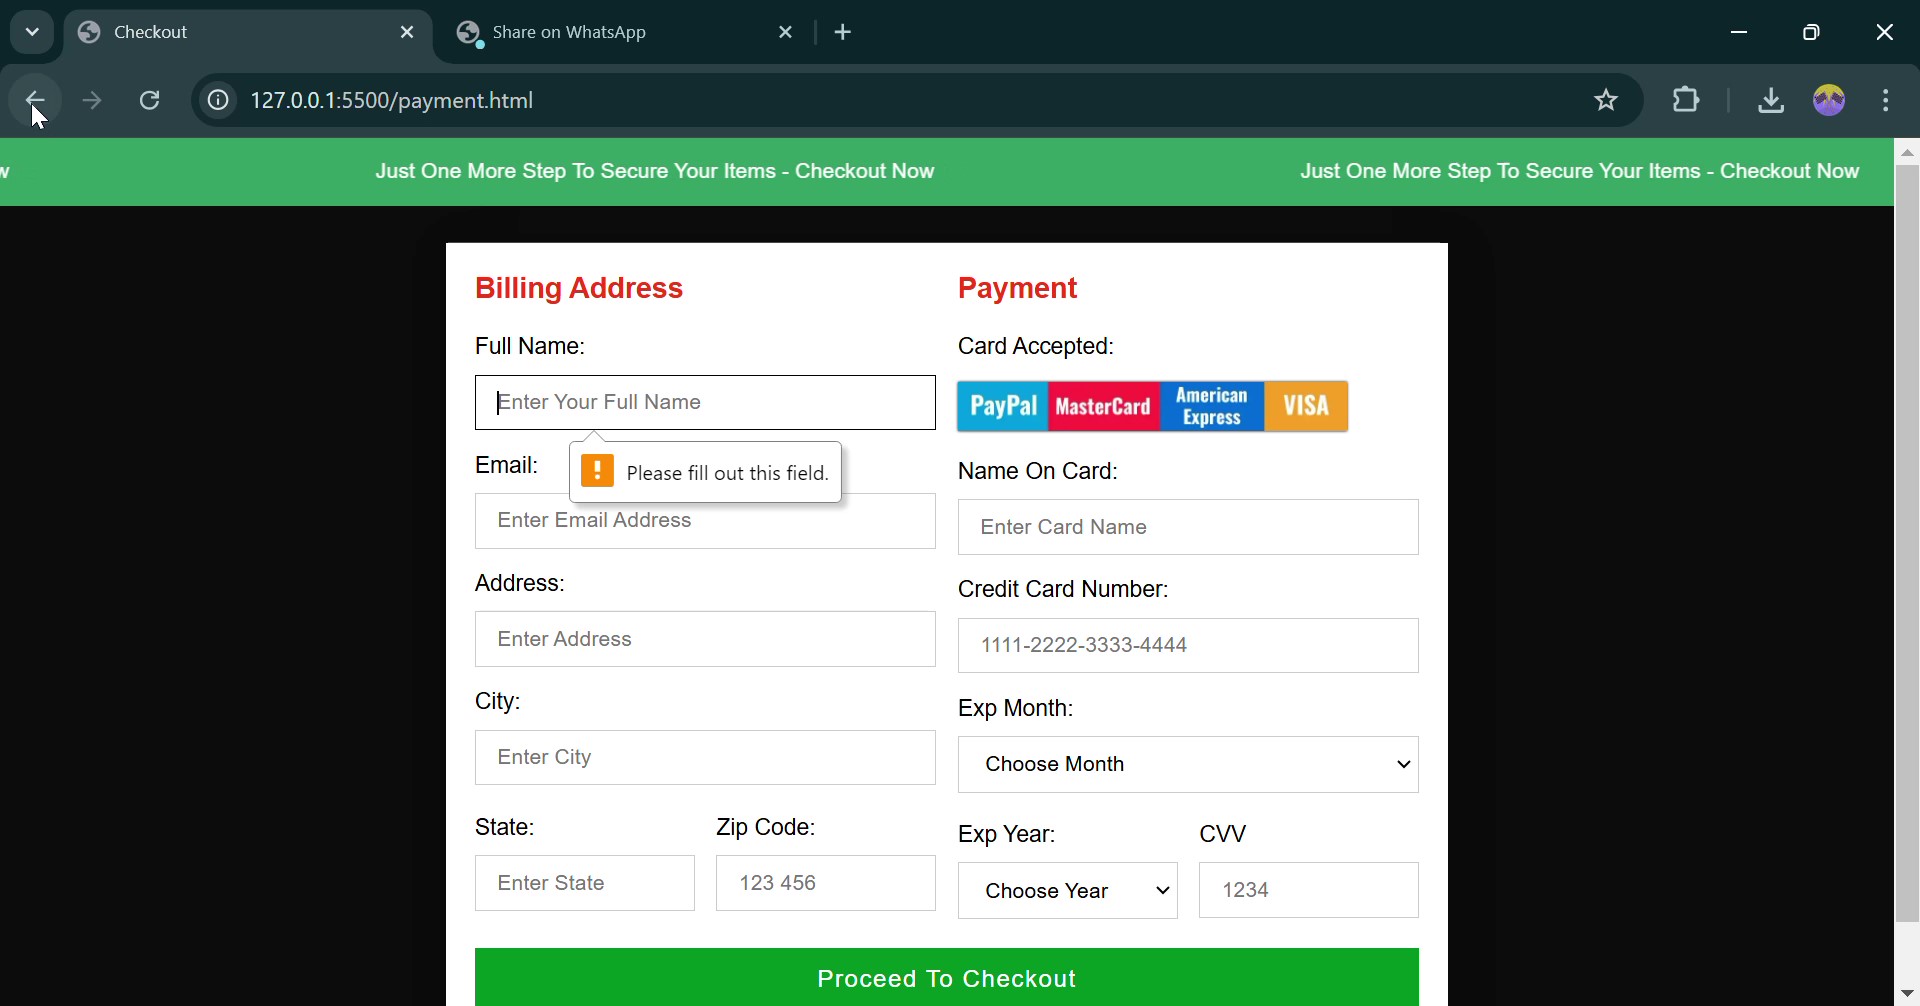 Checkout
Share on WhatsApp
127.0.0.1:5500/payment.html
w
Just One More Step To Secure Your Items - Checkout Now
Just One More Step To Secure Your Items - Checkout Now
Billing Address
Full Name:
Enter Your Full Name
Please fill out this field.
Email:
Enter Email Address
Address:
Enter Address
City:
Enter City
State:
Zip Code:
Enter State
123 456
Payment
Card Accepted:
PayPal
MasterCard
American
Express
VISA
Name On Card:
Enter Card Name
Credit Card Number:
1111-2222-3333-4444
Exp Month:
Choose Month
Exp Year:
CVV
Choose Year
1234
Proceed To Checkout